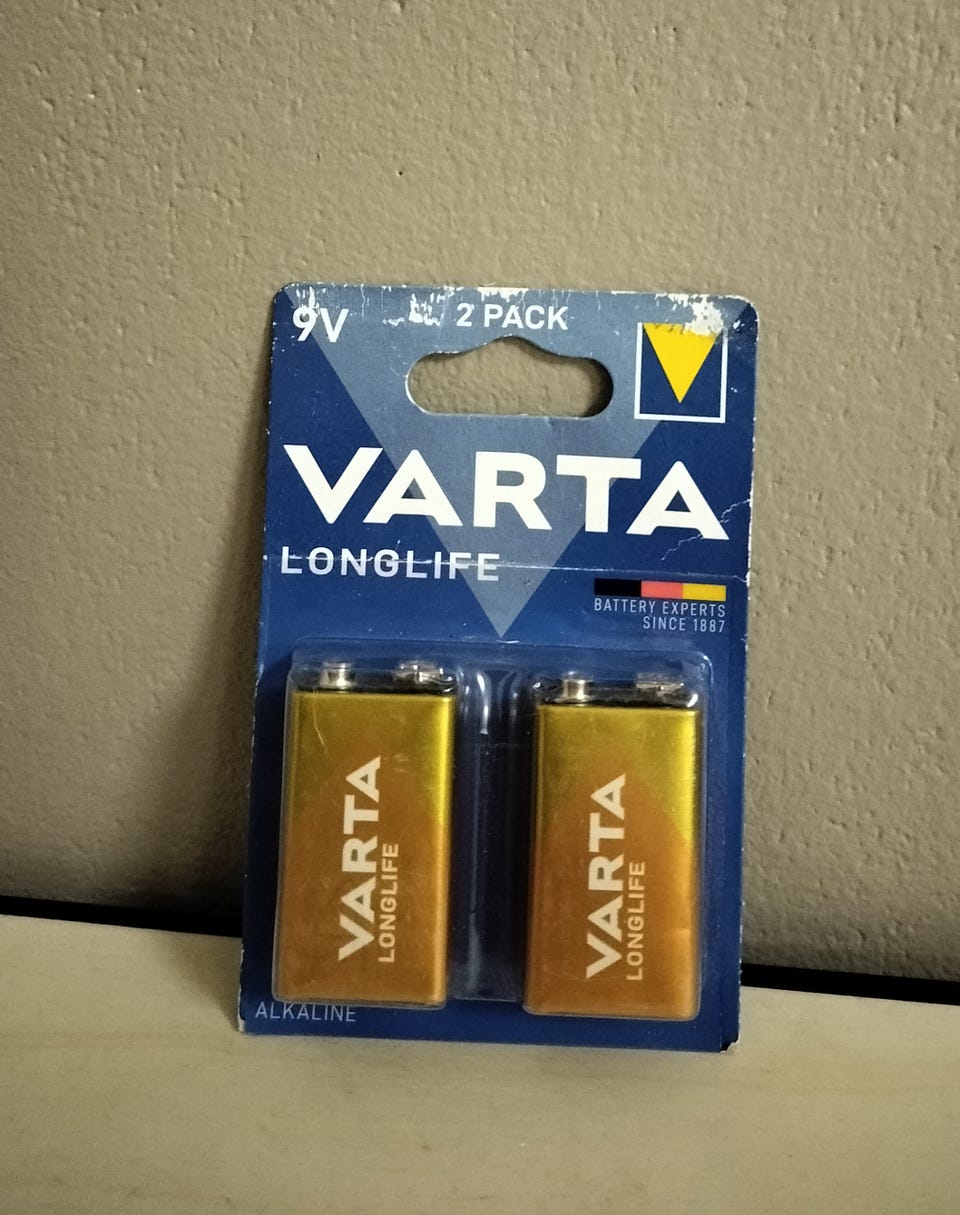 9V
2 PACK
VARTA
LONGLIFE
BATTERY EXPERTS
SINCE 1887
VARTA
LONGLIFE
VARTA
LONGLIFE
ALKALINE